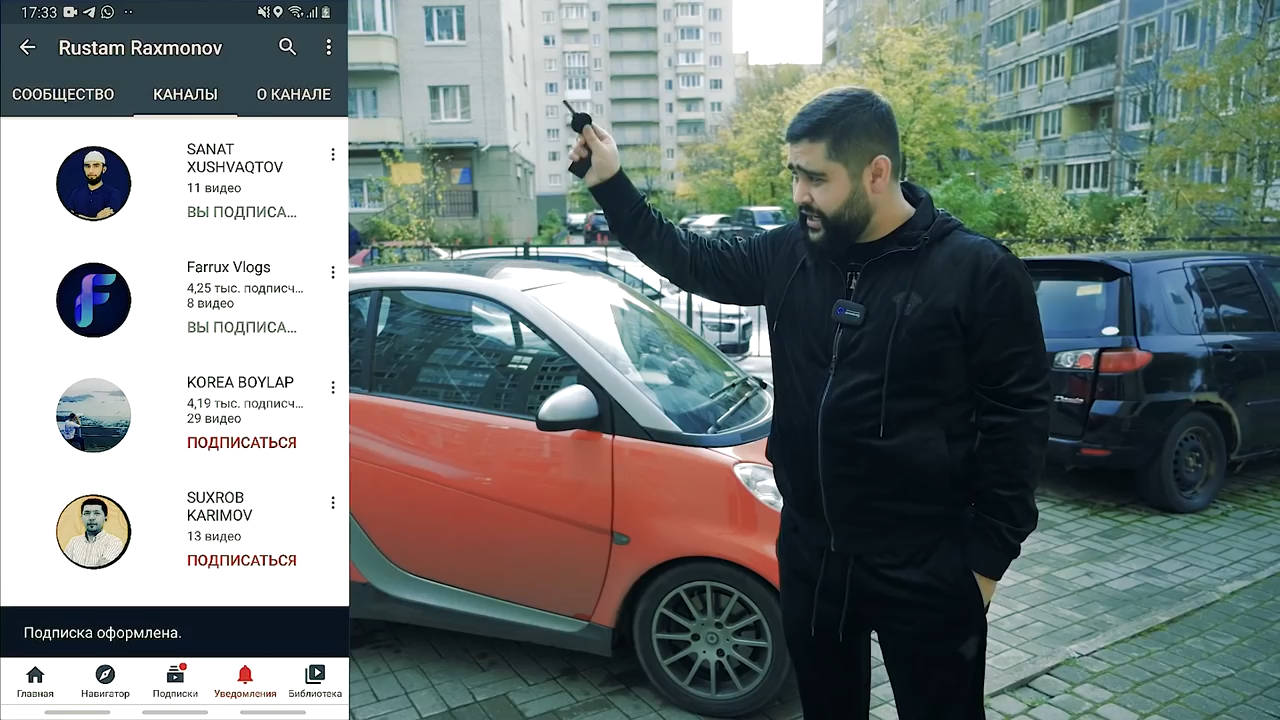 17:33
Rustam Raxmonov
СООБЩЕСТВО КАНАЛЫ О КАНАЛЕ
SANAT
XUSHVAQTOV
11 видео
ВЫ ПОДПИСА...
Farrux Vlogs
4,25 тыс. подписч...
8 видео
ВЫ ПОДПИСА...
KOREA BOYLAP
4,19 тыс. подписч...
29 видео
ПОДПИСАТЬСЯ
SUXROB
KARIMOV
13 видео
ПОДПИСАТЬСЯ
Подписка оформлена.
Главная Навигатор Подписки Уведомления Библиотека